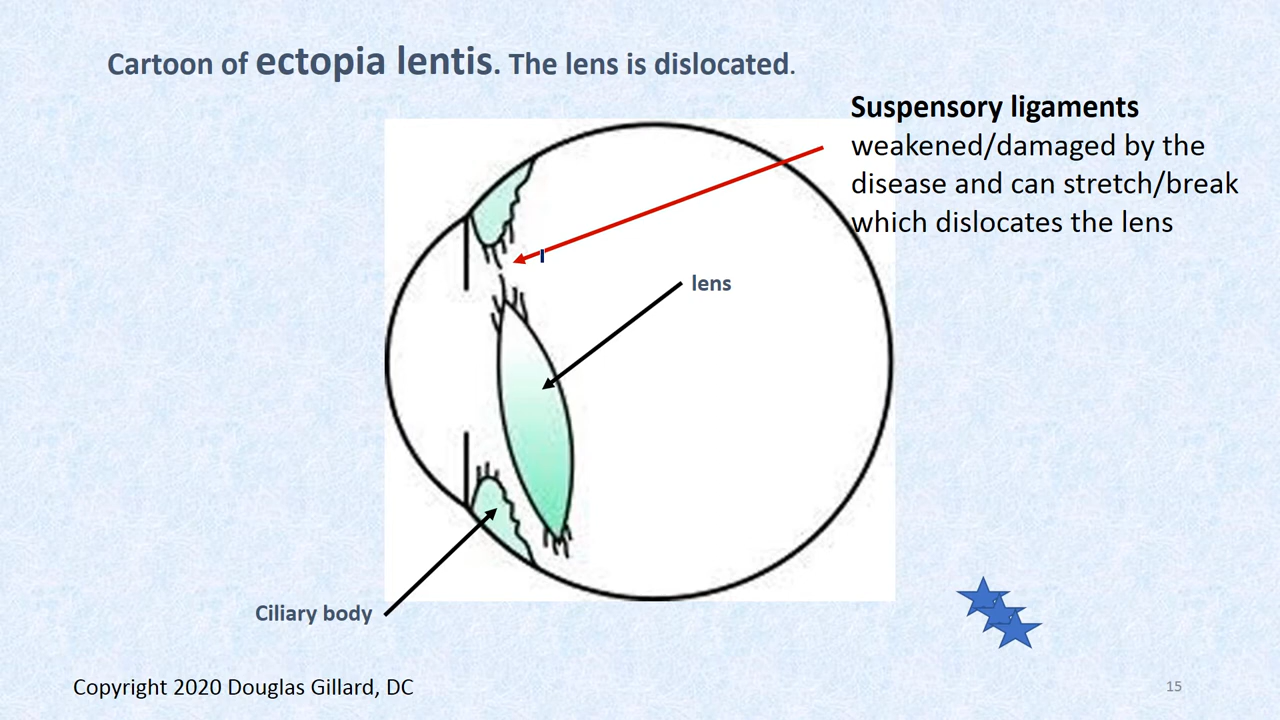 Cartoon of ectopia lentis. The lens is dislocated.
Suspensory ligaments
weakened/damaged by the
disease and can stretch/break
which dislocates the lens
lens
Ciliary body
Copyright 2020 Douglas Gillard, DC
15